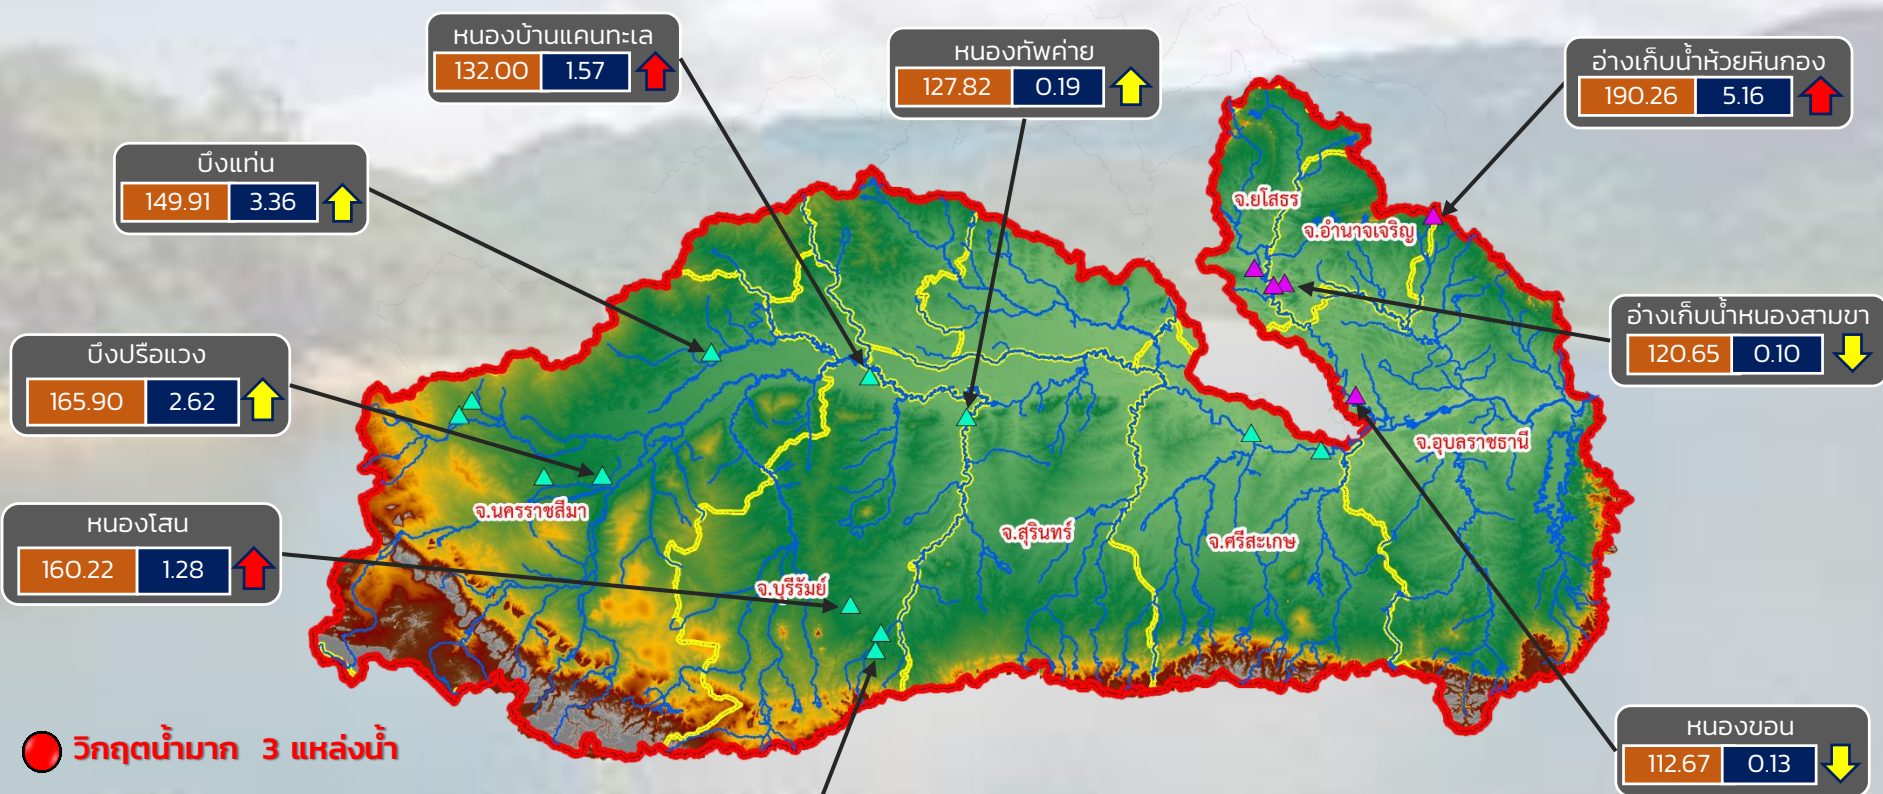 หนองบ้านแคนทะเล
132.00 1.57
หนองทัพค่าย
127.82 0.19
อ่างเก็บน้ำห้วยหินกอง
190.26 5.16
บึงแท่น
149.91 3.36
จ.ยโสธร
จ.อำนาจเจริญ
อ่างเก็บน้ำหนองสามขา
120.65 0.10
บึงปรือแวง
165.90 2.62
จ.อุบลราชธานี
จ.นครราชสีมา
หนองโสน
160.22 1.28
จ.สุรินทร์
จ.ศรีสะเกษ
จ.บุรีรัมย์
หนองขอน
112.67 0.13
วิกฤตน้ำมาก 3 แหล่งน้ำ